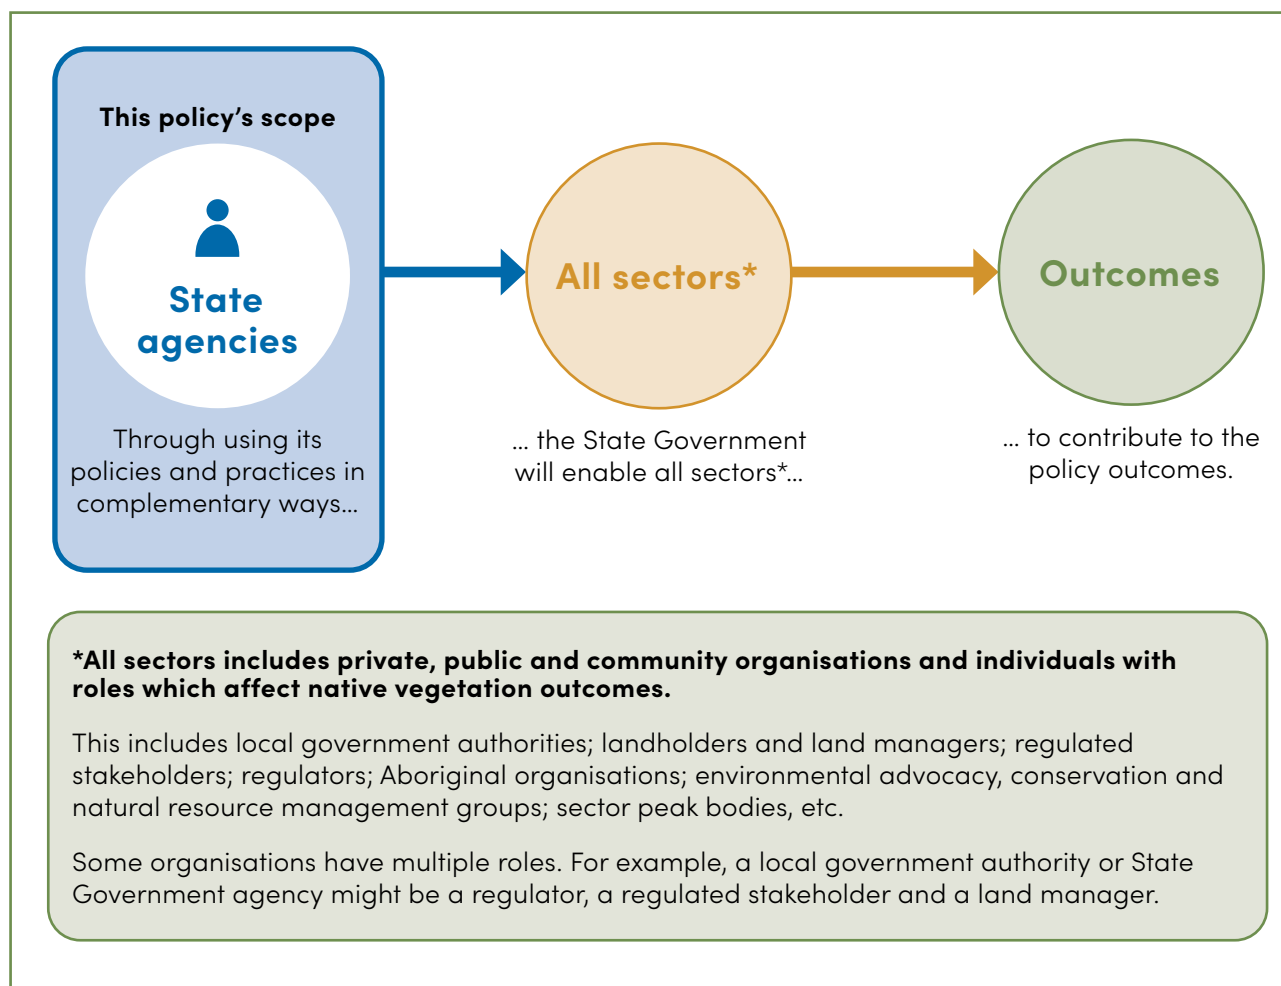 This policy’s scope
State
agencies
Through using its
policies and practices in
complementary ways...
All sectors*
... the State Government
will enable all sectors*...
Outcomes
... to contribute to the
policy outcomes.
*All sectors includes private, public and community organisations and individuals with
roles which affect native vegetation outcomes.
This includes local government authorities; landholders and land managers; regulated
stakeholders; regulators; Aboriginal organisations; environmental advocacy, conservation and
natural resource management groups; sector peak bodies, etc.
Some organisations have multiple roles. For example, a local government authority or State
Government agency might be a regulator, a regulated stakeholder and a land manager.